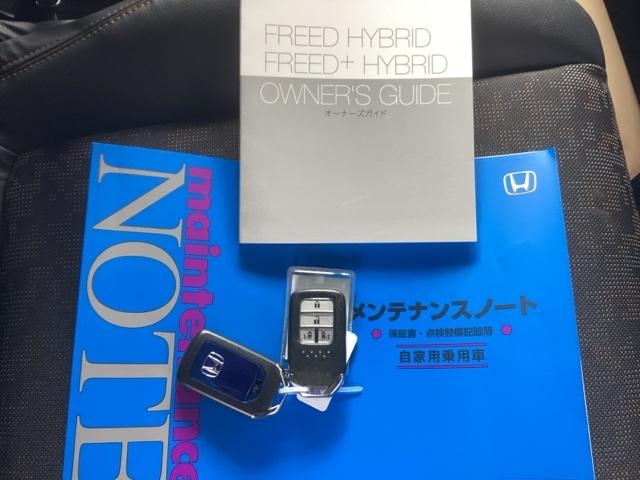 FREED HYBRID
FREED+ HYBRID
OWNER'S GUIDE
オーナーズガイド
maintenance
NOTE
メンテナンスノート
保証書・点検整備記録簿
自家用乗用車